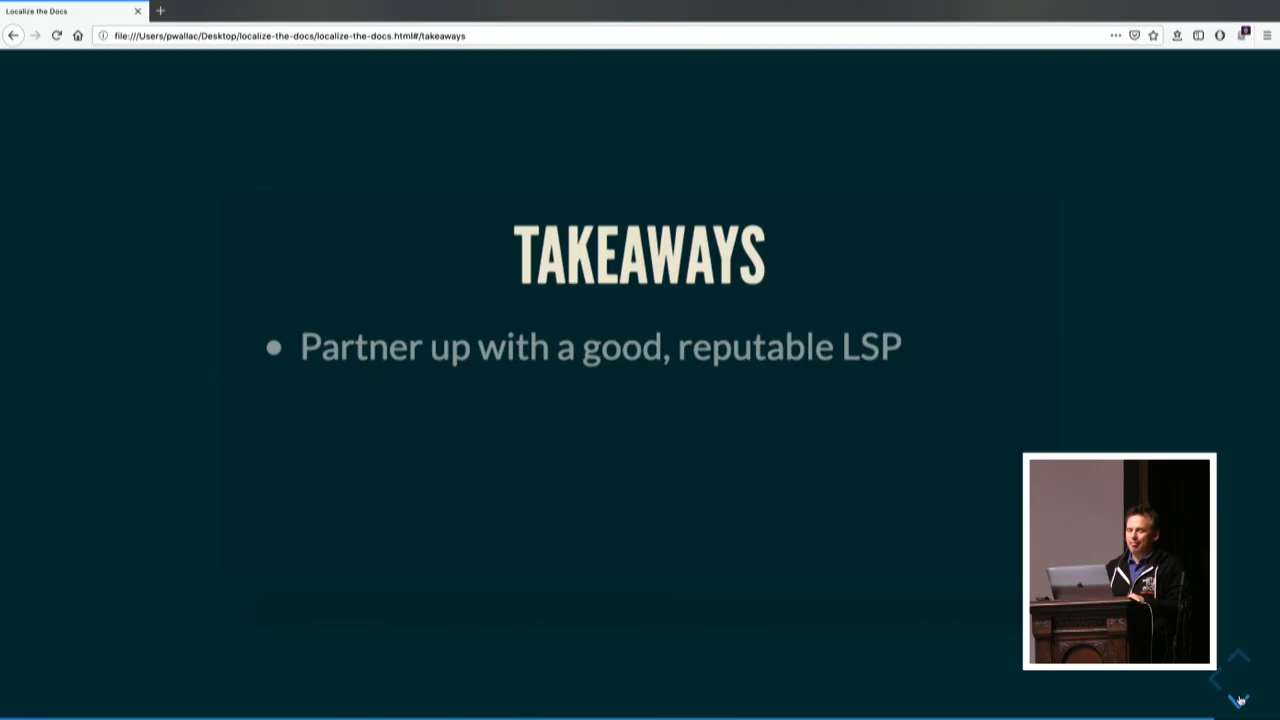 Localize the Docs
file:///Users/pwallac/Desktop/localize-the-docs/localize-the-docs.html#/takeaways
TAKEAWAYS
Partner up with a good, reputable LSP